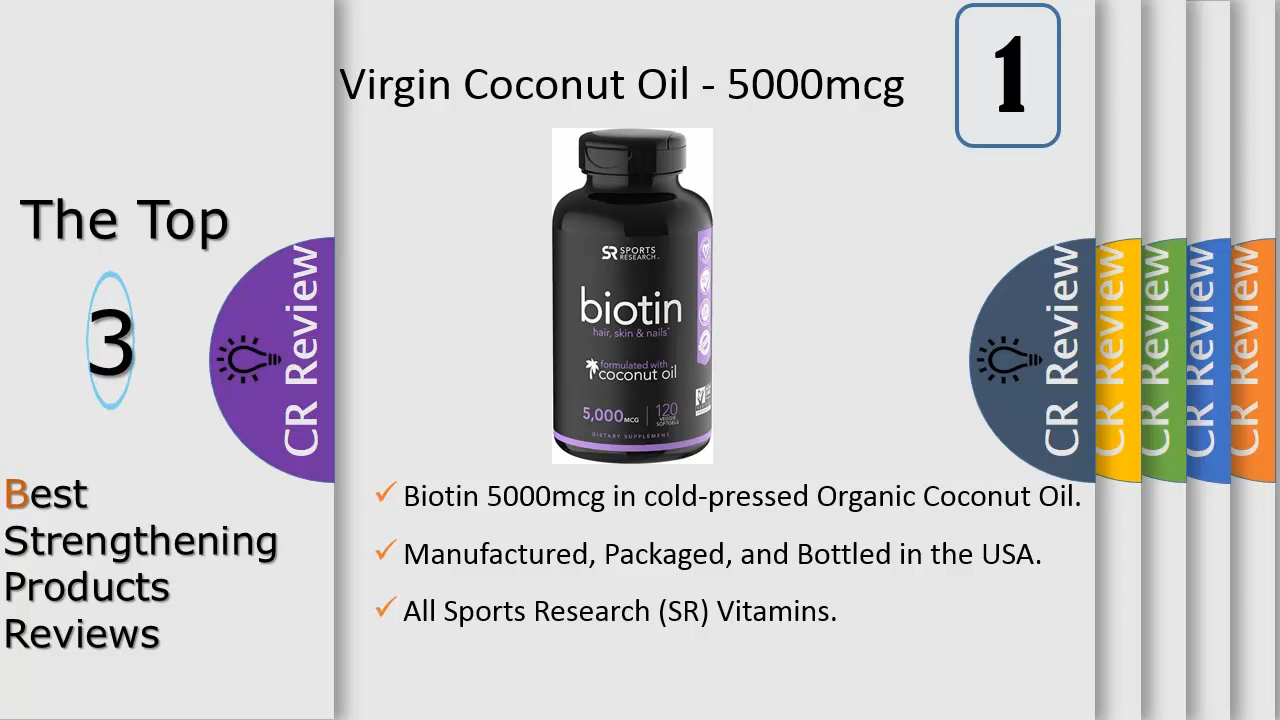 Virgin Coconut Oil - 5000mcg
1
The Top
3
Best
Strengthening
Products
Reviews
CR Review
SR SPORTS
RESEARCH
biotin
hair, skin & nails
formulated with
coconut oil
5,000MCG
120
VEGGIE
SOFTGELS
DIETARY SUPPLEMENT
✓ Biotin 5000mcg in cold-pressed Organic Coconut Oil.
✓ Manufactured, Packaged, and Bottled in the USA.
✓ All Sports Research (SR) Vitamins.
CR Review
CR Review
CR Review
CR Review
CR Review